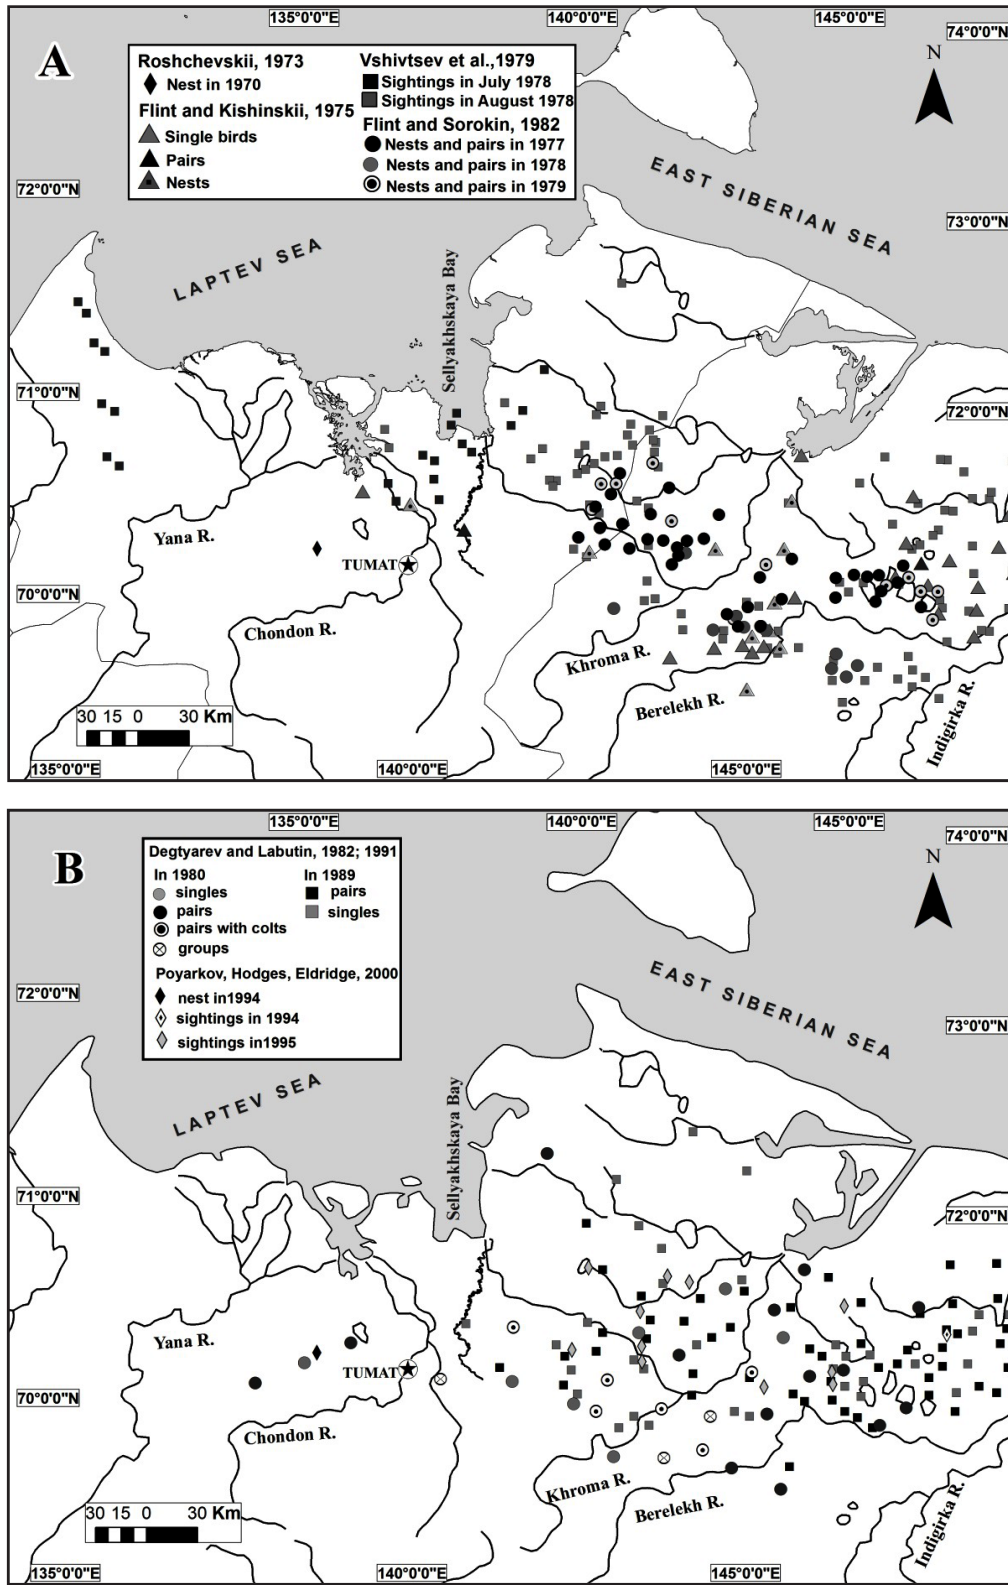 135°0'0"E
140°0'0"E
145°0'0"E
74°0'0"N
A
Roshchevskii, 1973
Nest in 1970
Flint and Kishinskii, 1975
Single birds
Pairs
Nests
Vshivtsev et al.,1979
Sightings in July 1978
Sightings in August 1978
Flint and Sorokin, 1982
Nests and pairs in 1977
Nests and pairs in 1978
Nests and pairs in 1979
N
72°0'0"N
73°0'0"N
EAST SIBERIAN SEA
LAPTEV SEA
Sellyakhskaya Bay
71°0'0"N
72°0'0"N
Yana R.
TUMAT
70°0'0"N
Chondon R.
Khroma R.
Berelekh R.
Indigirka R.
30 15 0 30 Km
135°0'0"E
140°0'0"E
145°0'0"E
135°0'0"E
140°0'0"E
145°0'0"E
74°0'0"N
B
Degtyarev and Labutin, 1982; 1991
In 1980
singles
pairs
pairs with colts
groups
In 1989
pairs
singles
Poyarkov, Hodges, Eldridge, 2000
nest in1994
sightings in 1994
sightings in1995
N
72°0'0"N
73°0'0"N
EAST SIBERIAN SEA
LAPTEV SEA
Sellyakhskaya Bay
71°0'0"N
72°0'0"N
Yana R.
TUMAT
70°0'0"N
Chondon R.
Khroma R.
Berelekh R.
Indigirka R.
30 15 0 30 Km
135°0'0"E
140°0'0"E
145°0'0"E